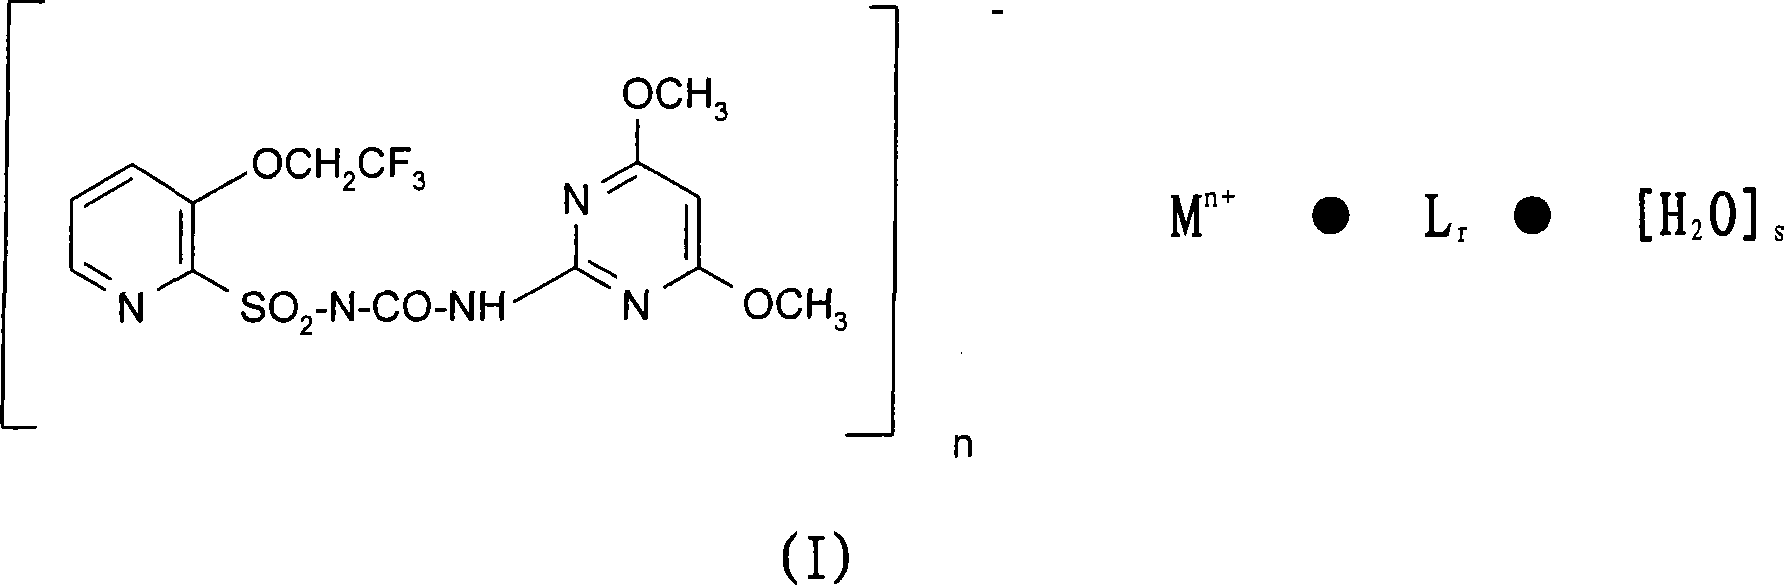 -
OCH₃
OCH₂CF₃
N
Mⁿ⁺ ● Lᵣ ● [H₂O]ₛ
N SO₂-N-CO-NH N OCH₃
n
(I)